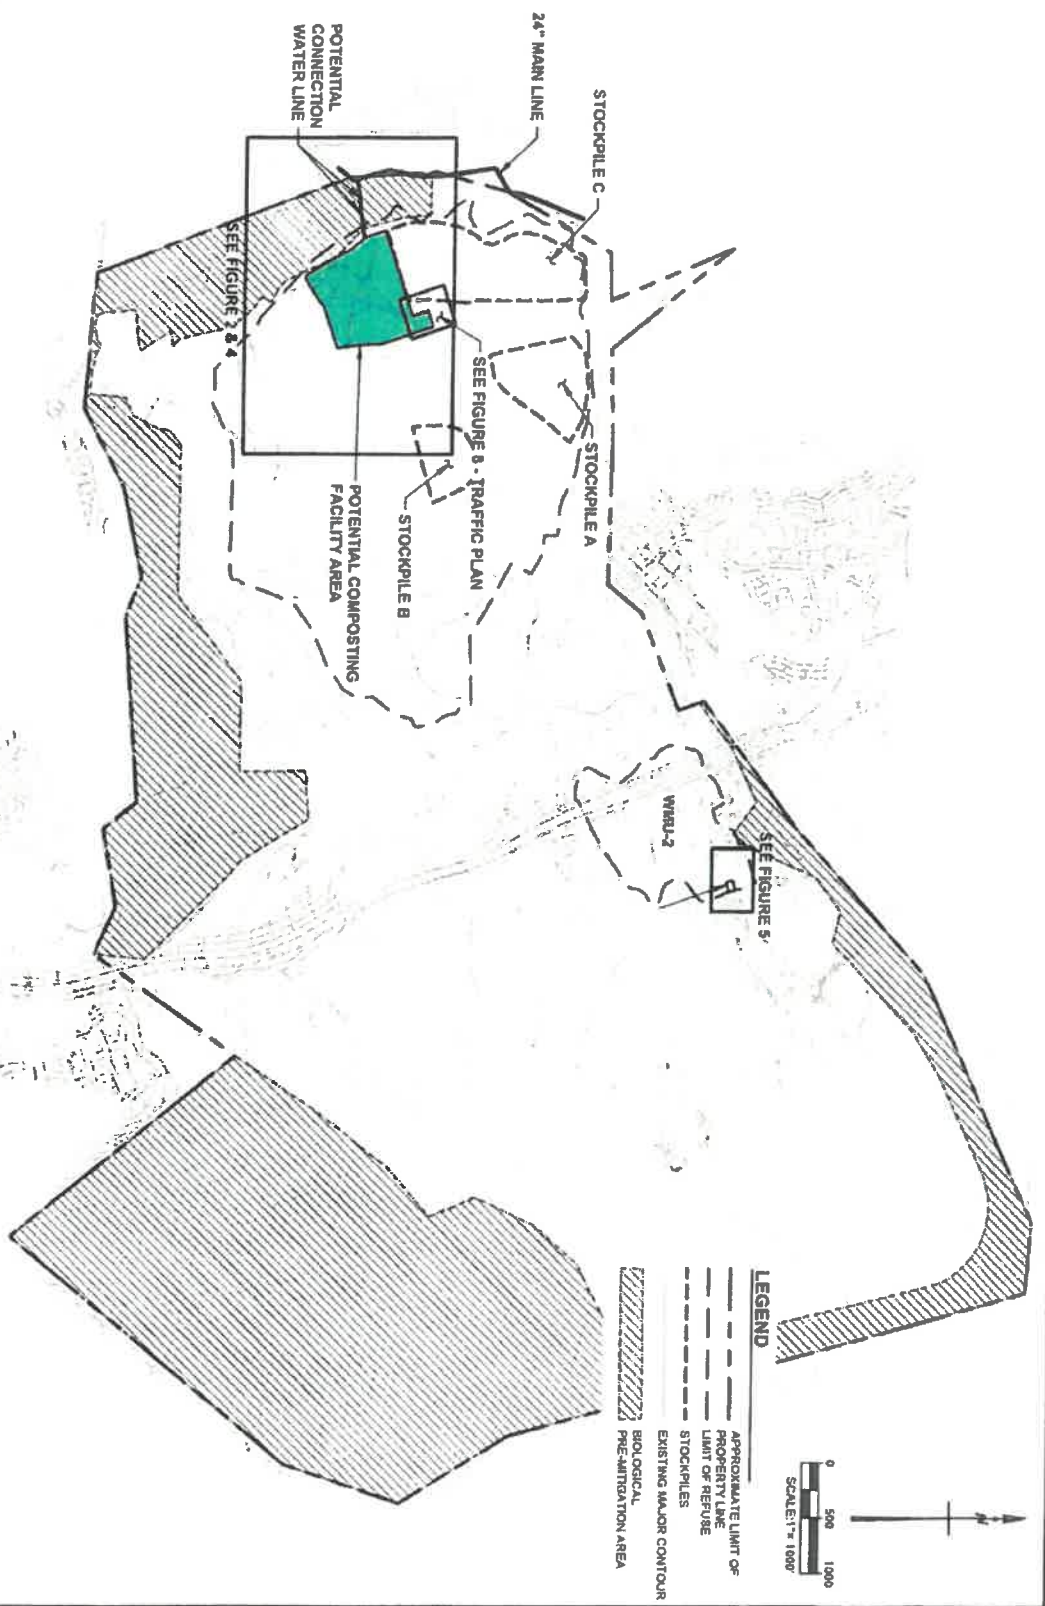 24" MAIN LINE
STOCKPILE C
POTENTIAL
CONNECTION
WATER LINE
SEE FIGURE 2 & 4
SEE FIGURE 8 - TRAFFIC PLAN
STOCKPILE A
STOCKPILE B
POTENTIAL COMPOSTING
FACILITY AREA
WMU-2
SEE FIGURE 5
LEGEND
APPROXIMATE LIMIT OF
PROPERTY LINE
LIMIT OF REFUSE
STOCKPILES
EXISTING MAJOR CONTOUR
BIOLOGICAL
PRE-MITIGATION AREA
N
0 500 1000
SCALE: 1" = 1000'